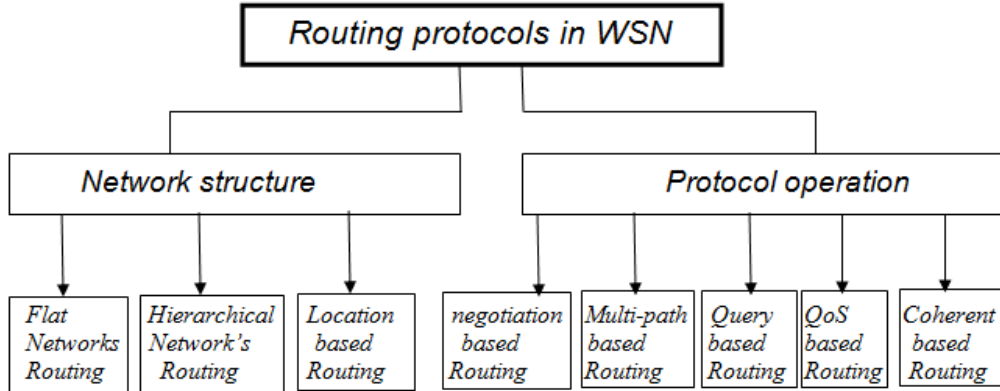 Routing protocols in WSN
Network structure
Protocol operation
Flat
Networks
Routing
Hierarchical
Network's
Routing
Location
based
Routing
negotiation
based
Routing
Multi-path
based
Routing
Query
based
Routing
QoS
based
Routing
Coherent
based
Routing